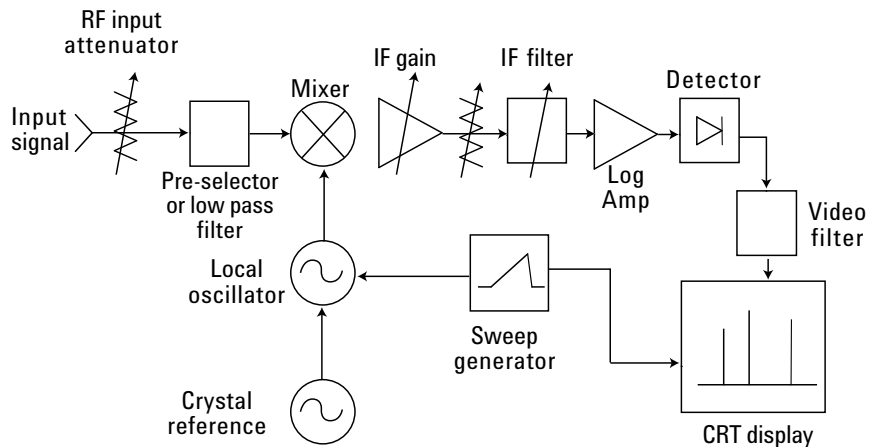 RF input
attenuator
Input
signal
Pre-selector
or low pass
filter
Mixer
IF gain
IF filter
Log
Amp
Detector
Video
filter
Local
oscillator
Sweep
generator
Crystal
reference
CRT display